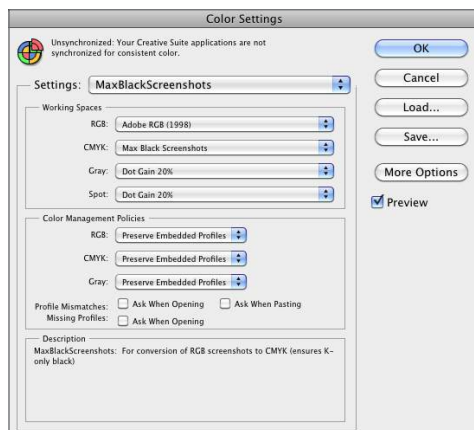 Color Settings
Unsynchronized: Your Creative Suite applications are not
synchronized for consistent color.
OK
Cancel
Load...
Save...
More Options
Preview
Settings: MaxBlackScreenshots
Working Spaces
RGB: Adobe RGB (1998)
CMYK: Max Black Screenshots
Gray: Dot Gain 20%
Spot: Dot Gain 20%
Color Management Policies
RGB: Preserve Embedded Profiles
CMYK: Preserve Embedded Profiles
Gray: Preserve Embedded Profiles
Profile Mismatches: Ask When Opening Ask When Pasting
Missing Profiles: Ask When Opening
Description
MaxBlackScreenshots: For conversion of RGB screenshots to CMYK (ensures K-
only black)